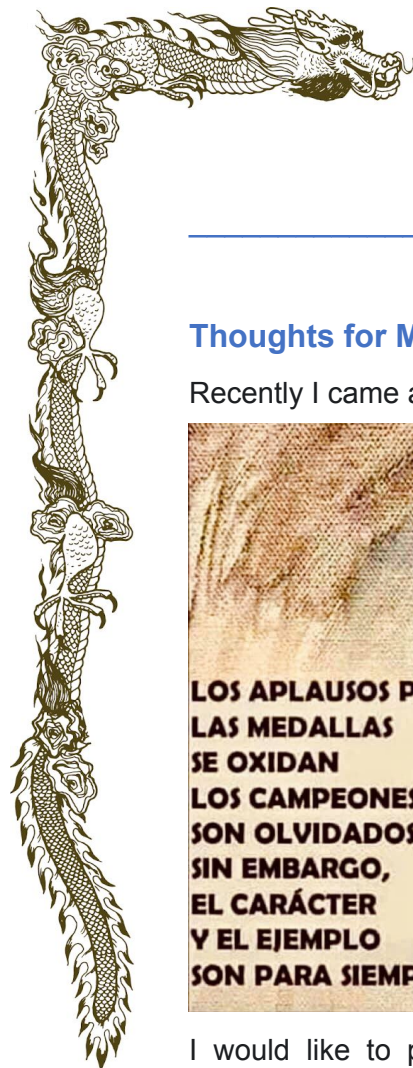 Thoughts for M
Recently I came a
LOS APLAUSOS P
LAS MEDALLAS
SE OXIDAN
LOS CAMPEONES
SON OLVIDADOS
SIN EMBARGO,
EL CARÁCTER
Y EL EJEMPLO
SON PARA SIEMP
I would like to p